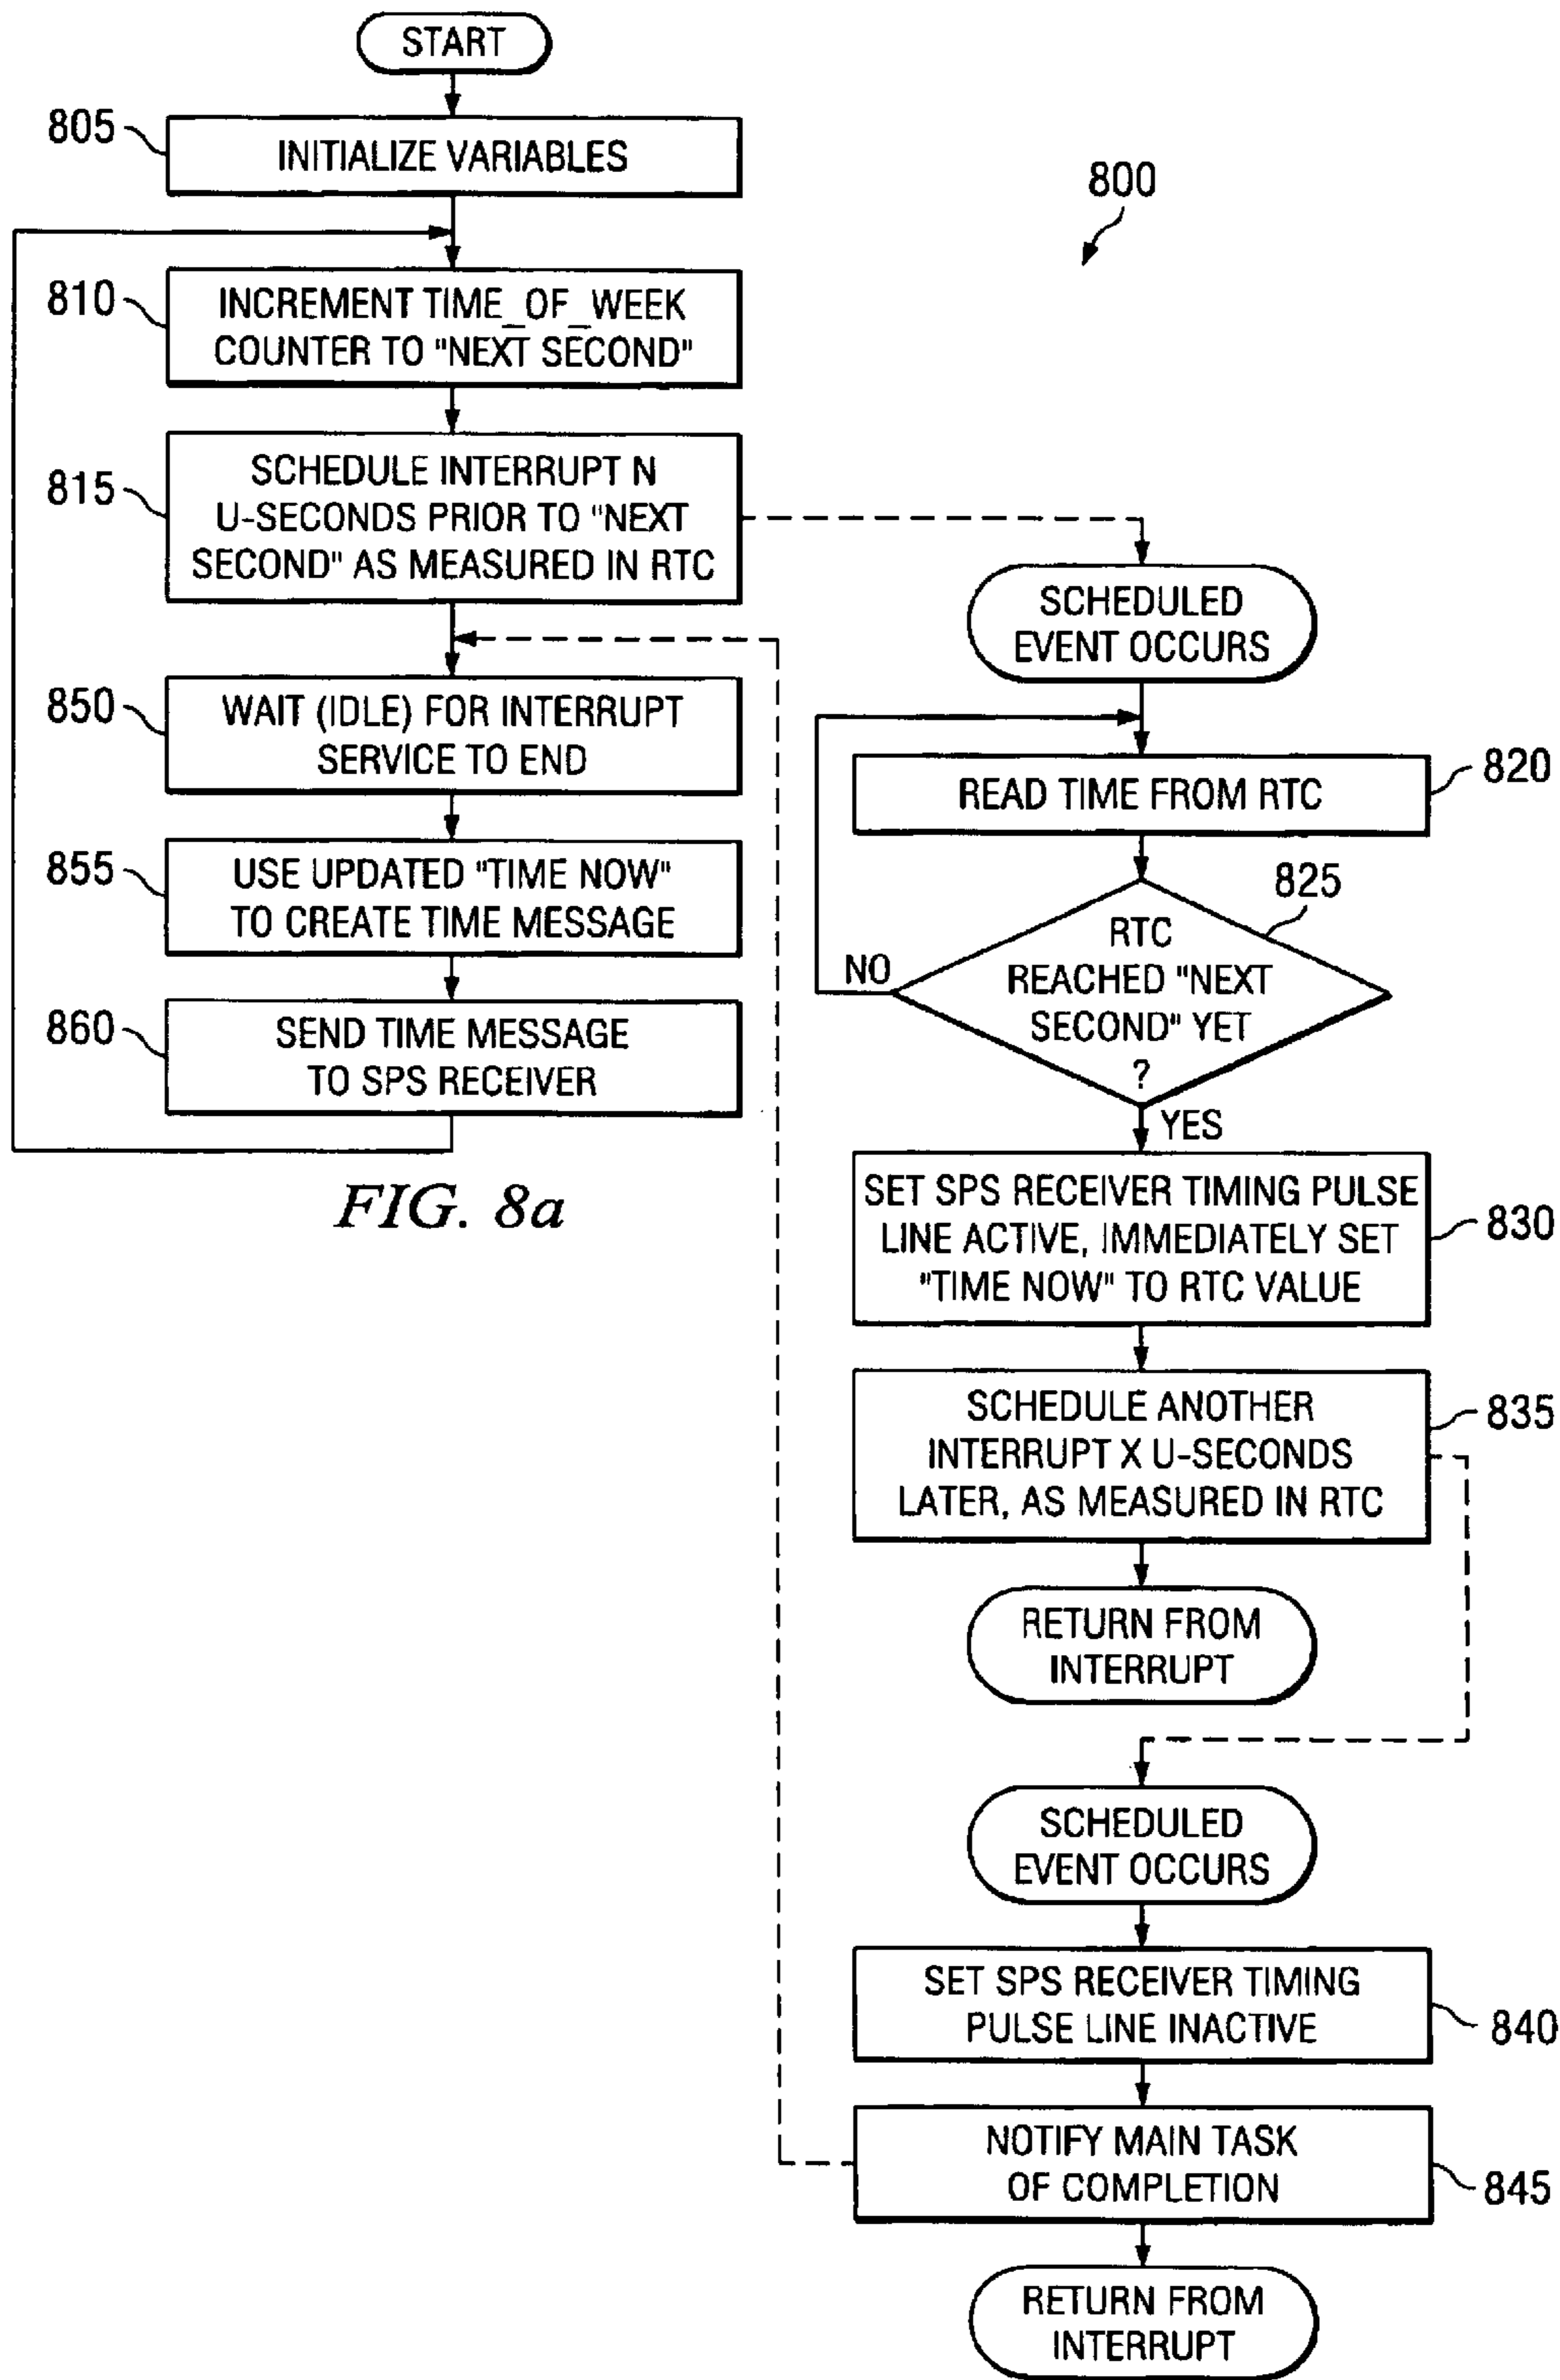 START
805
INITIALIZE VARIABLES
800
810
INCREMENT TIME_OF_WEEK
COUNTER TO "NEXT SECOND"
815
SCHEDULE INTERRUPT N
U-SECONDS PRIOR TO "NEXT
SECOND" AS MEASURED IN RTC
850
WAIT (IDLE) FOR INTERRUPT
SERVICE TO END
855
USE UPDATED "TIME NOW"
TO CREATE TIME MESSAGE
860
SEND TIME MESSAGE
TO SPS RECEIVER
FIG. 8a
SCHEDULED
EVENT OCCURS
READ TIME FROM RTC
820
825
RTC
REACHED "NEXT
SECOND" YET
?
NO
YES
SET SPS RECEIVER TIMING PULSE
LINE ACTIVE, IMMEDIATELY SET
"TIME NOW" TO RTC VALUE
830
SCHEDULE ANOTHER
INTERRUPT X U-SECONDS
LATER, AS MEASURED IN RTC
835
RETURN FROM
INTERRUPT
SCHEDULED
EVENT OCCURS
SET SPS RECEIVER TIMING
PULSE LINE INACTIVE
840
NOTIFY MAIN TASK
OF COMPLETION
845
RETURN FROM
INTERRUPT